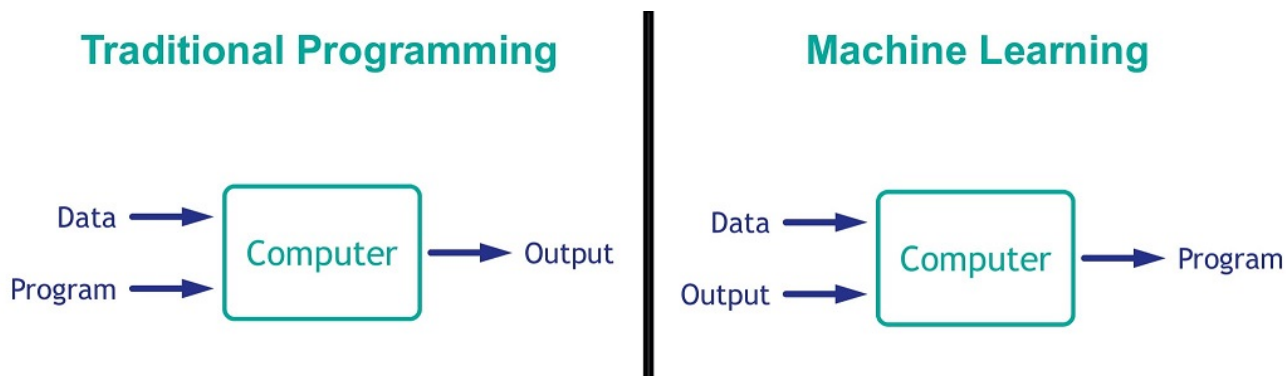 Traditional Programming
Data
Program
Computer
Output
Machine Learning
Data
Output
Computer
Program